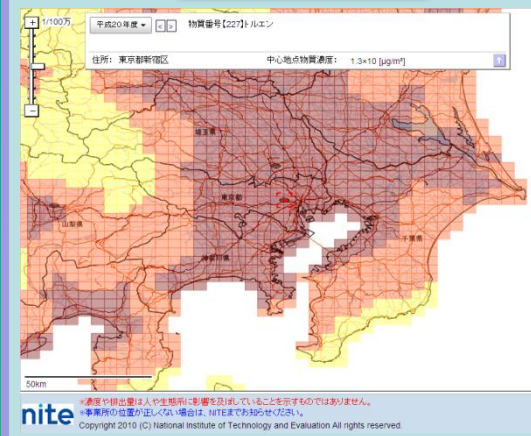 1/100万
平成20年度 < > 物質番号【227】トルエン
住所: 東京都新宿区 中心地点物質濃度: 1.3×10 [μg/m³]
埼玉県
東京都
山梨県
神奈川県
千葉県
50km
nite
*濃度や排出量は人や生態系に影響を及ぼしていることを示すものではありません。
*事業所の位置が正しくない場合は、NITEまでお知らせください。
Copyright 2010 (C) National Institute of Technology and Evaluation All rights reserved.